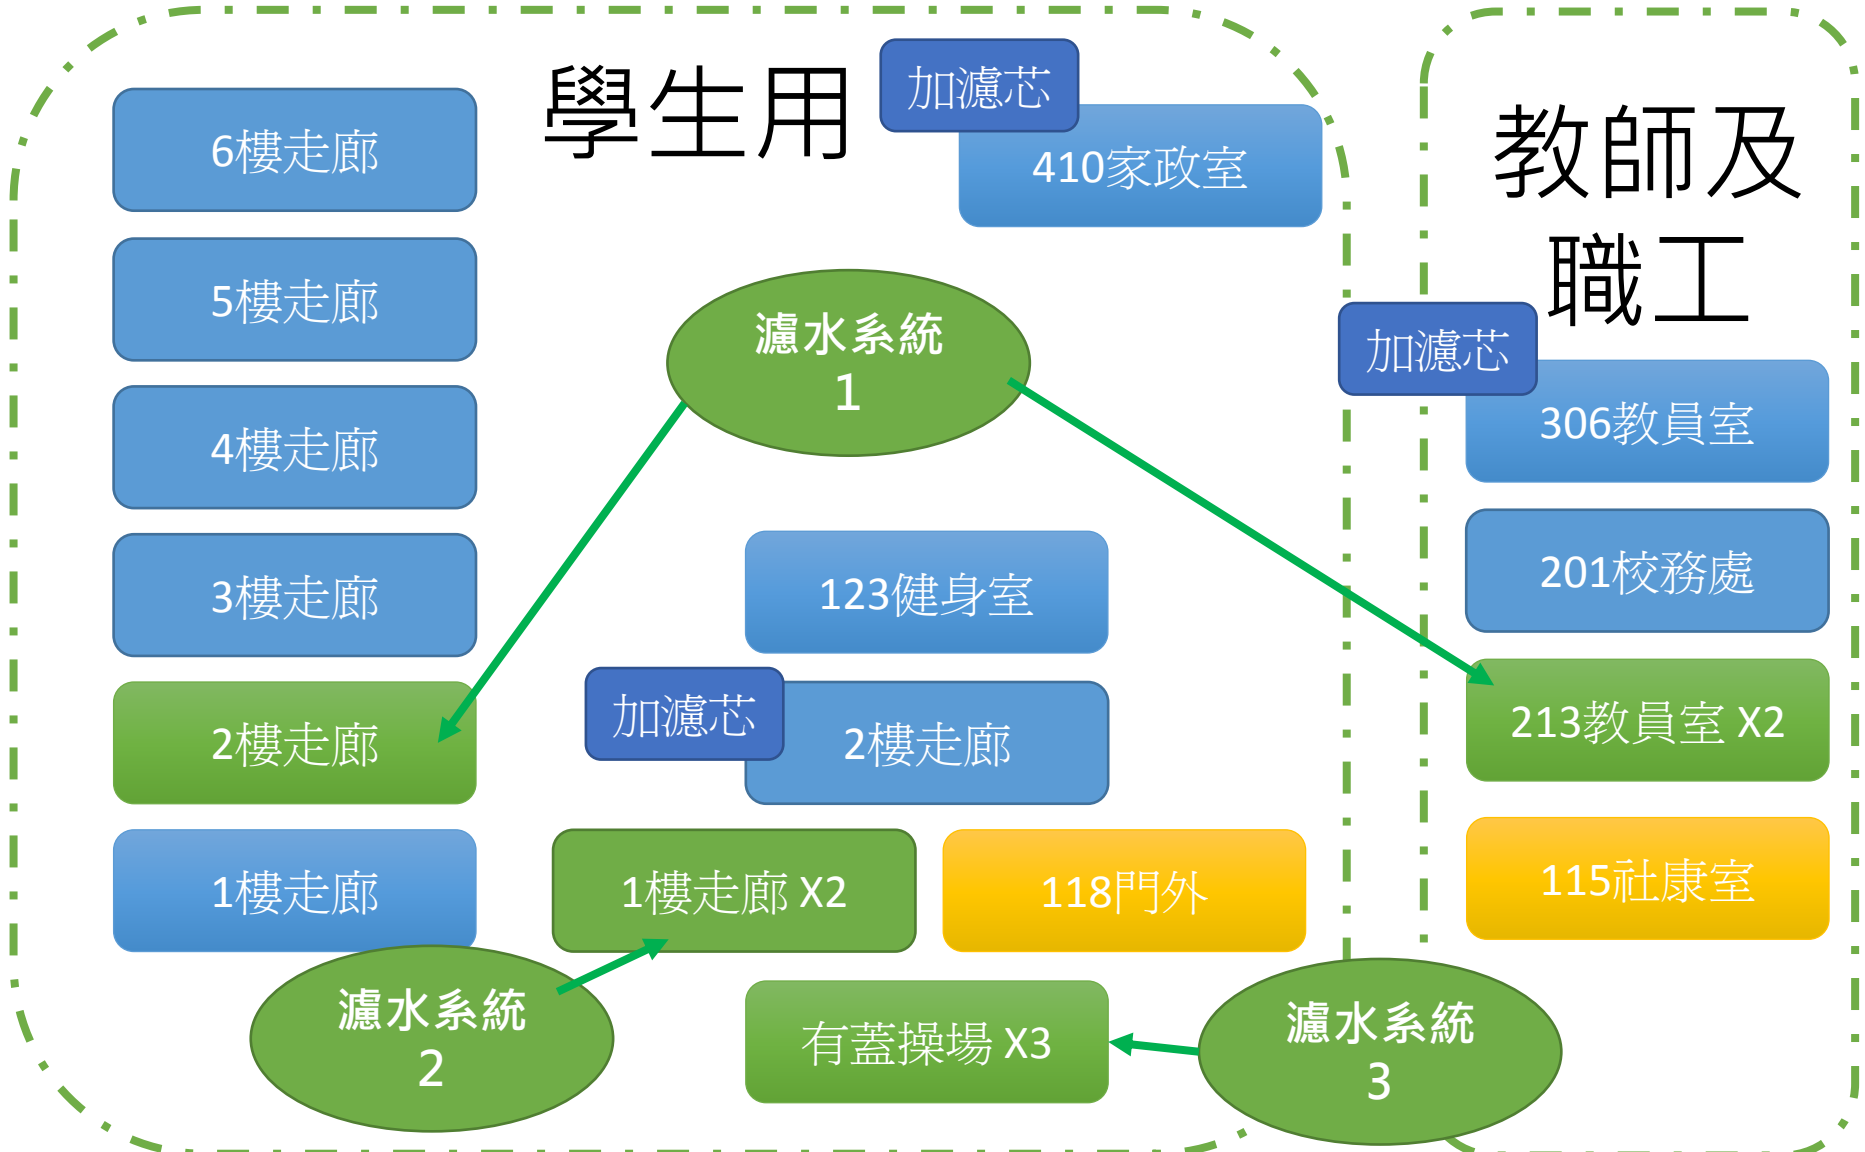 學生用
加濾芯
410家政室
6樓走廊
5樓走廊
4樓走廊
3樓走廊
2樓走廊
1樓走廊
濾水系統
1
123健身室
加濾芯
2樓走廊
1樓走廊 X2
118門外
濾水系統
2
有蓋操場 X3
濾水系統
3
教師及
職工
加濾芯
306教員室
201校務處
213教員室 X2
115社康室